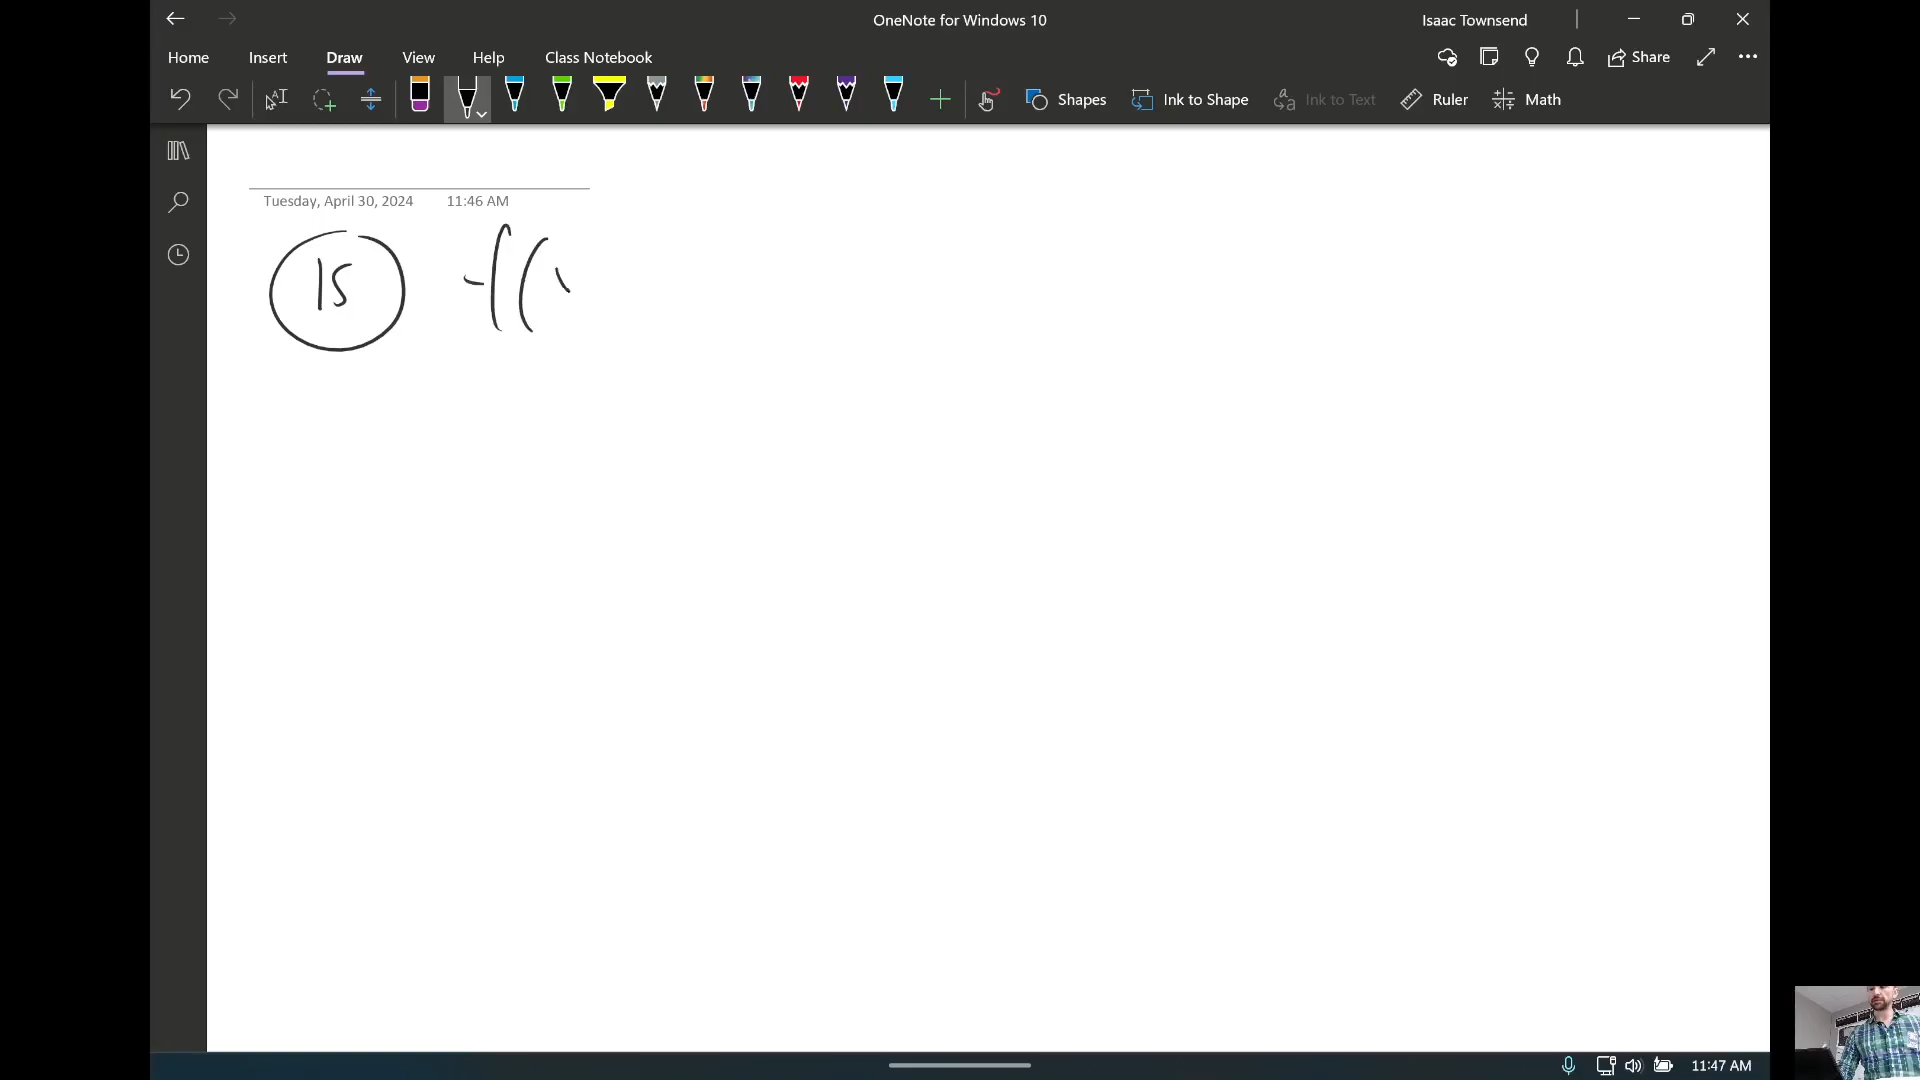 OneNote for Windows 10
Isaac Townsend
Home Insert Draw View Help Class Notebook
Share
Shapes Ink to Shape Ink to Text Ruler Math
Tuesday, April 30, 2024 11:46 AM
15
11:47 AM